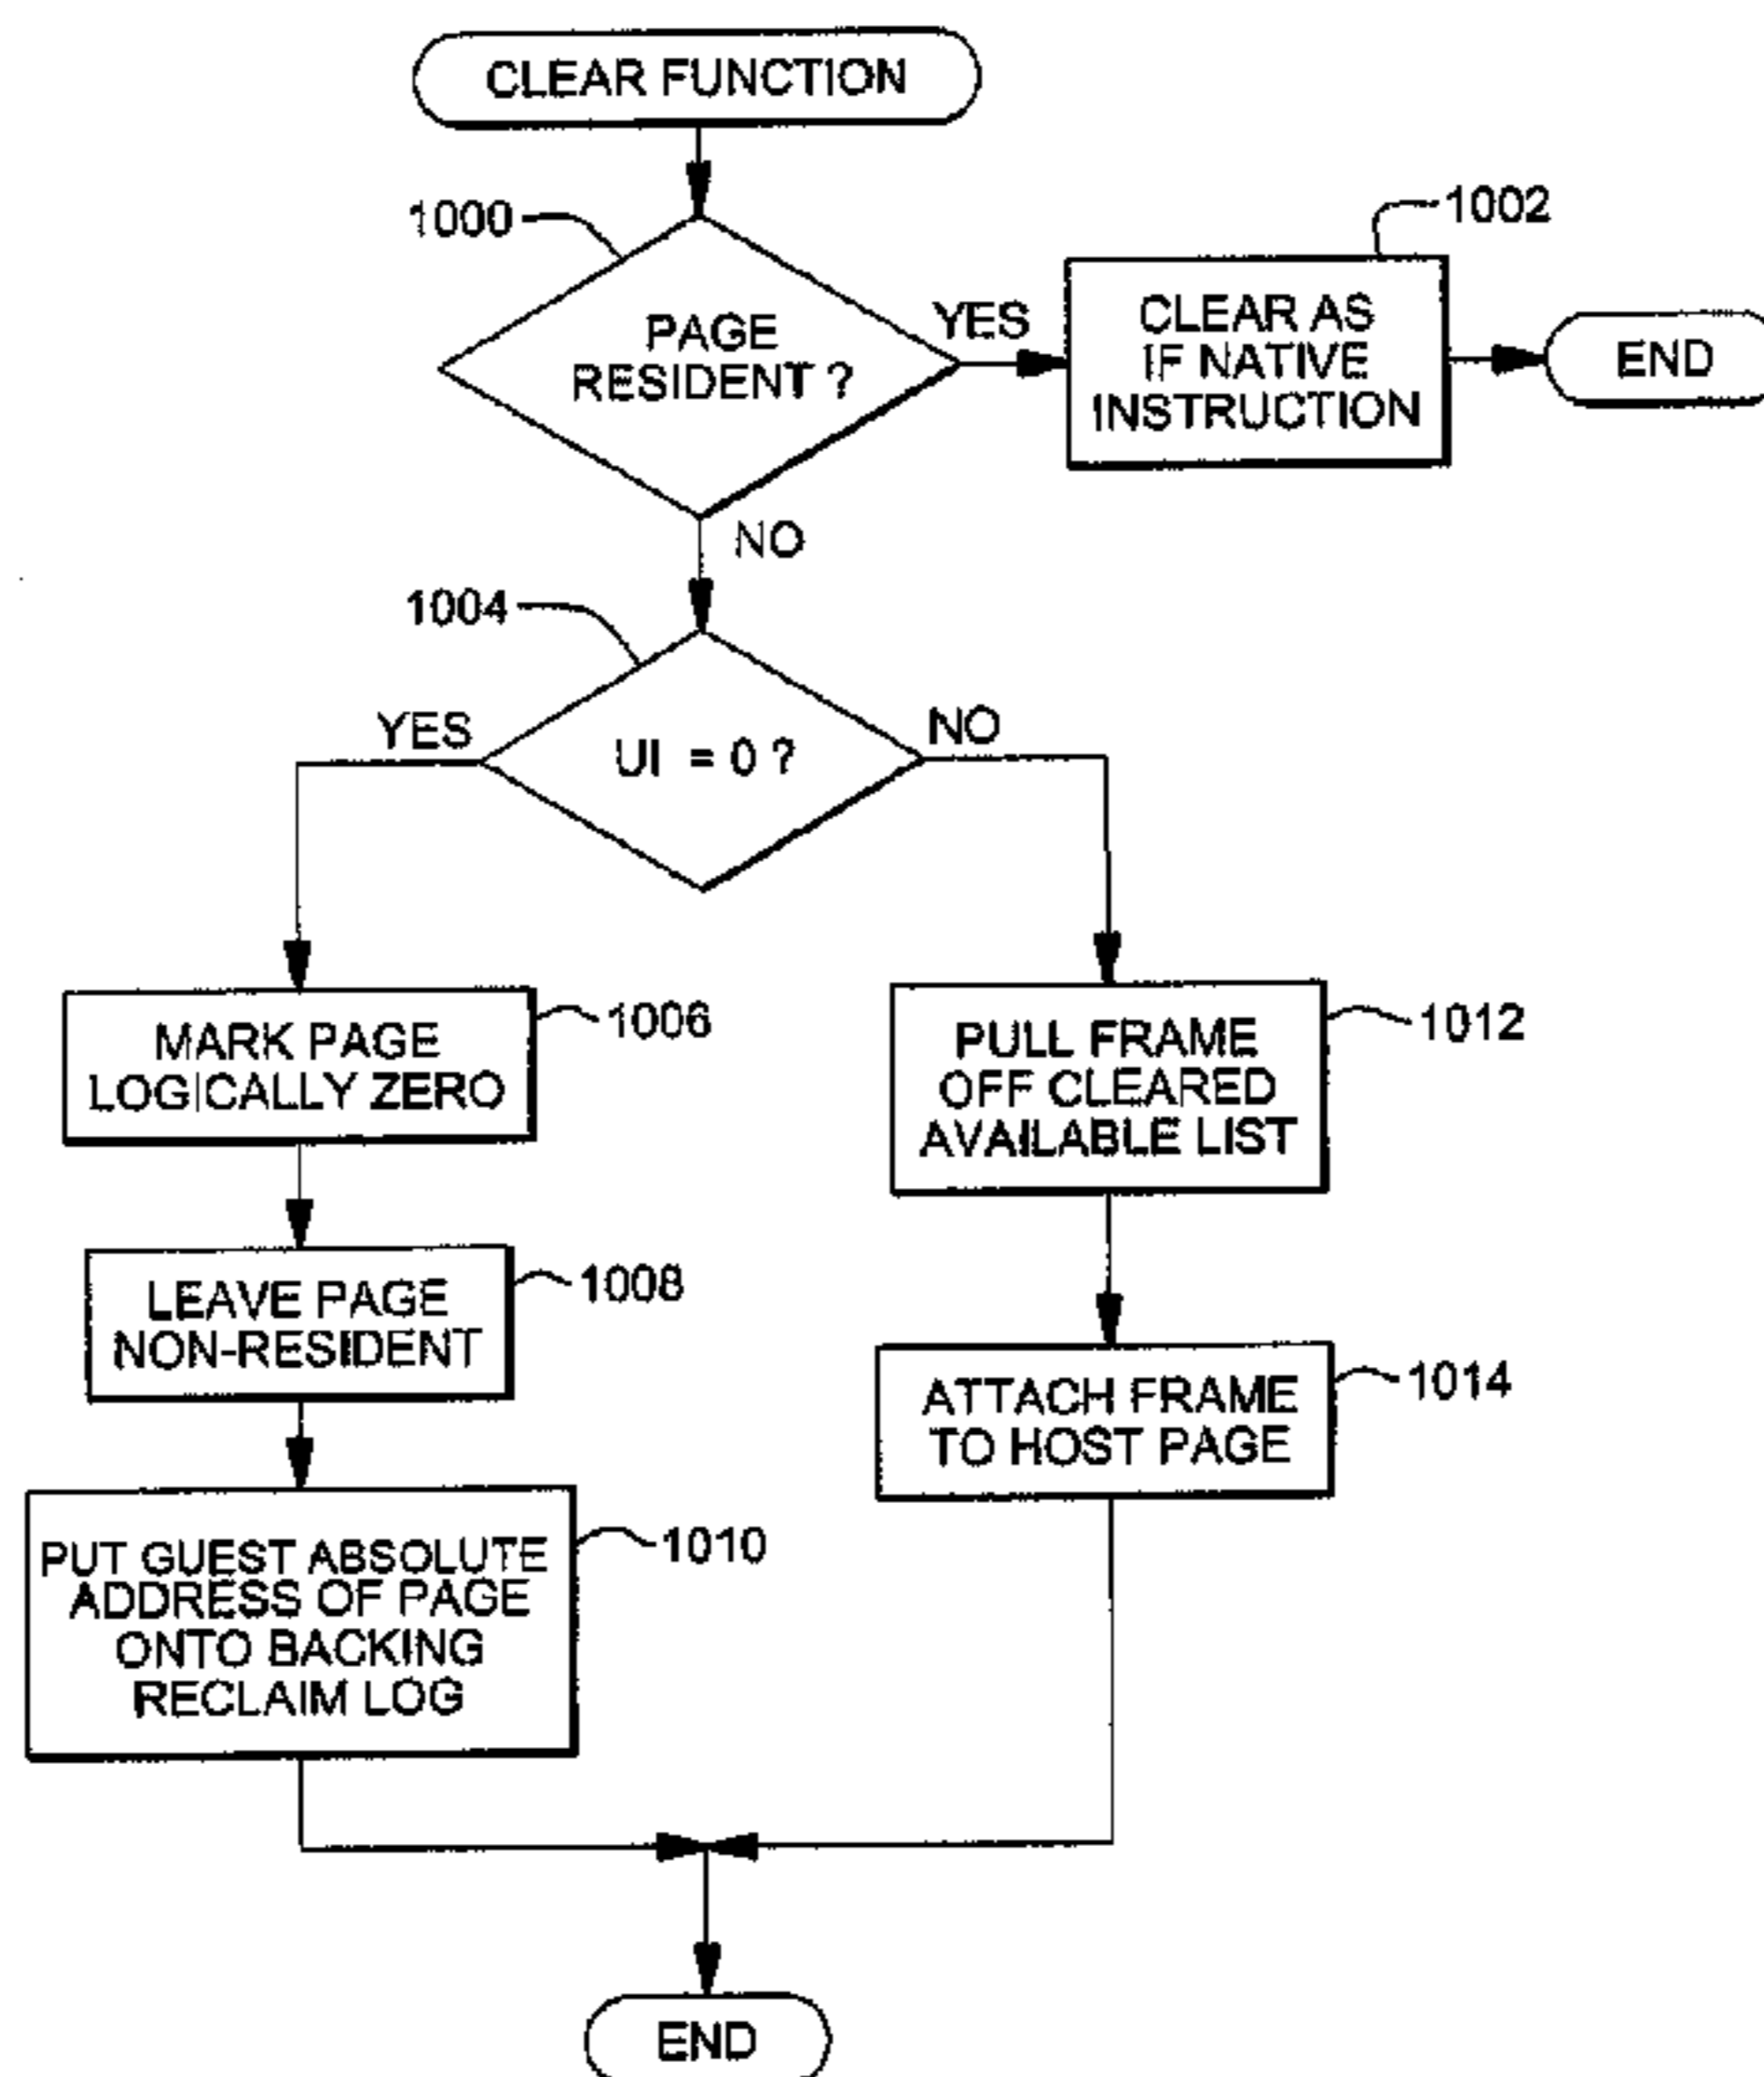 CLEAR FUNCTION
1000
1002
PAGE
RESIDENT ?
YES
CLEAR AS
IF NATIVE
INSTRUCTION
END
NO
1004
YES
UI = 0 ?
NO
MARK PAGE
LOGICALLY ZERO
1006
PULL FRAME
OFF CLEARED
AVAILABLE LIST
1012
LEAVE PAGE
NON-RESIDENT
1008
ATTACH FRAME
TO HOST PAGE
1014
PUT GUEST ABSOLUTE
ADDRESS OF PAGE
ONTO BACKING
RECLAIM LOG
1010
END